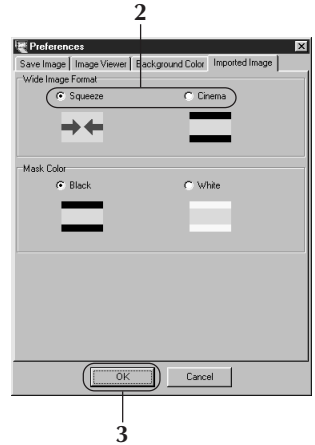 2
Preferences
Save Image Image Viewer Background Color Imported Image
Wide Image Format
Squeeze Cinema
Mask Color
Black White
OK Cancel
3